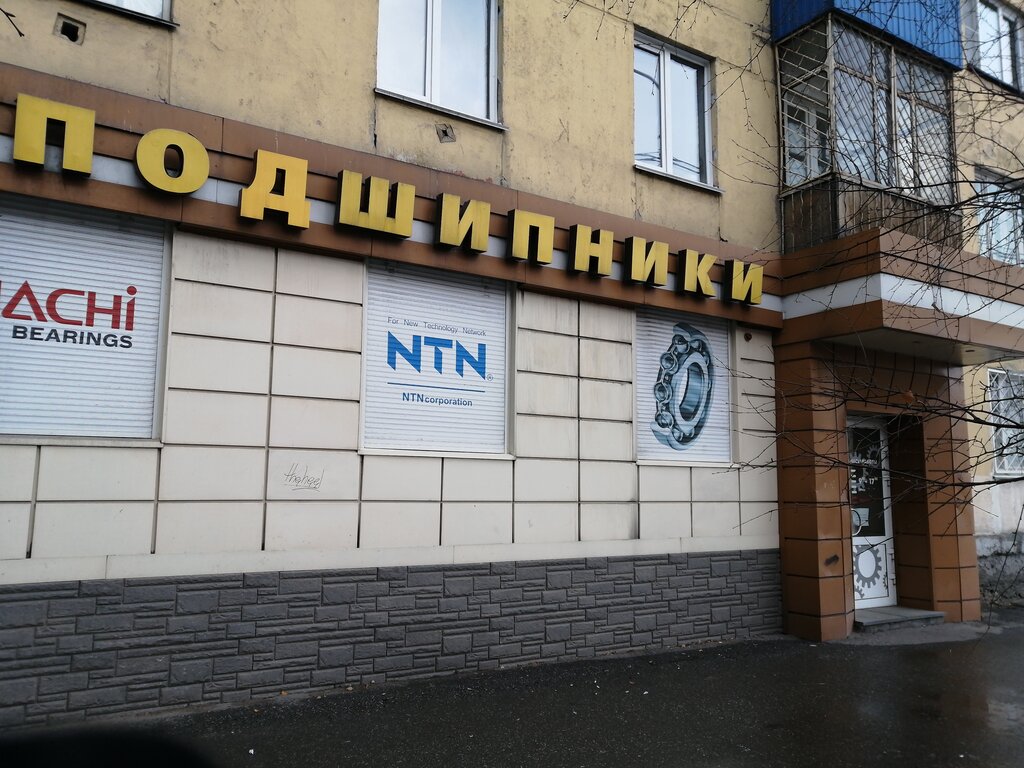 ПОДШИПНИКИ
ACHi
BEARINGS
For New Technology Network
NTN
®
NTN corporation